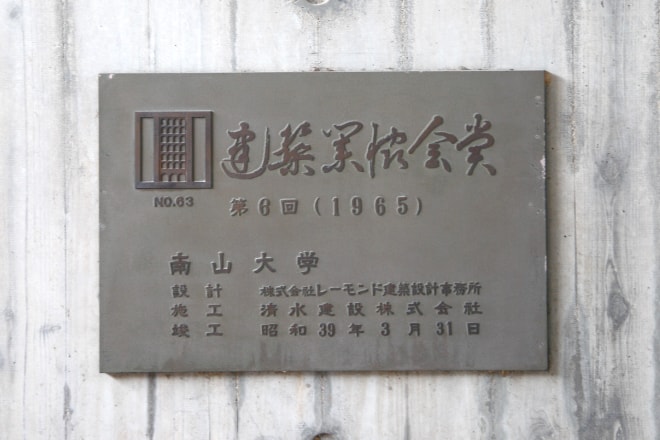 建築業協会賞
NO.63
第6回(1965)
南山大学
設計 株式会社レーモンド建築設計事務所
施工 清水建設株式会社
竣工 昭和39年3月31日